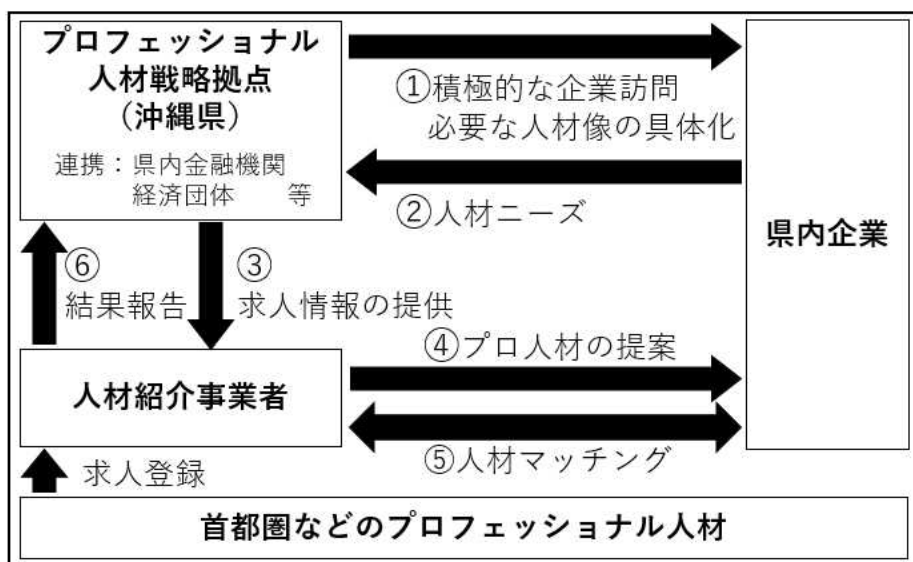 プロフェッショナル
人材戦略拠点
（沖縄県）
連携：県内金融機関
経済団体　等
①積極的な企業訪問
必要な人材像の具体化
②人材ニーズ
県内企業
⑥
結果報告
③
求人情報の提供
④プロ人材の提案
人材紹介事業者
⑤人材マッチング
求人登録
首都圏などのプロフェッショナル人材